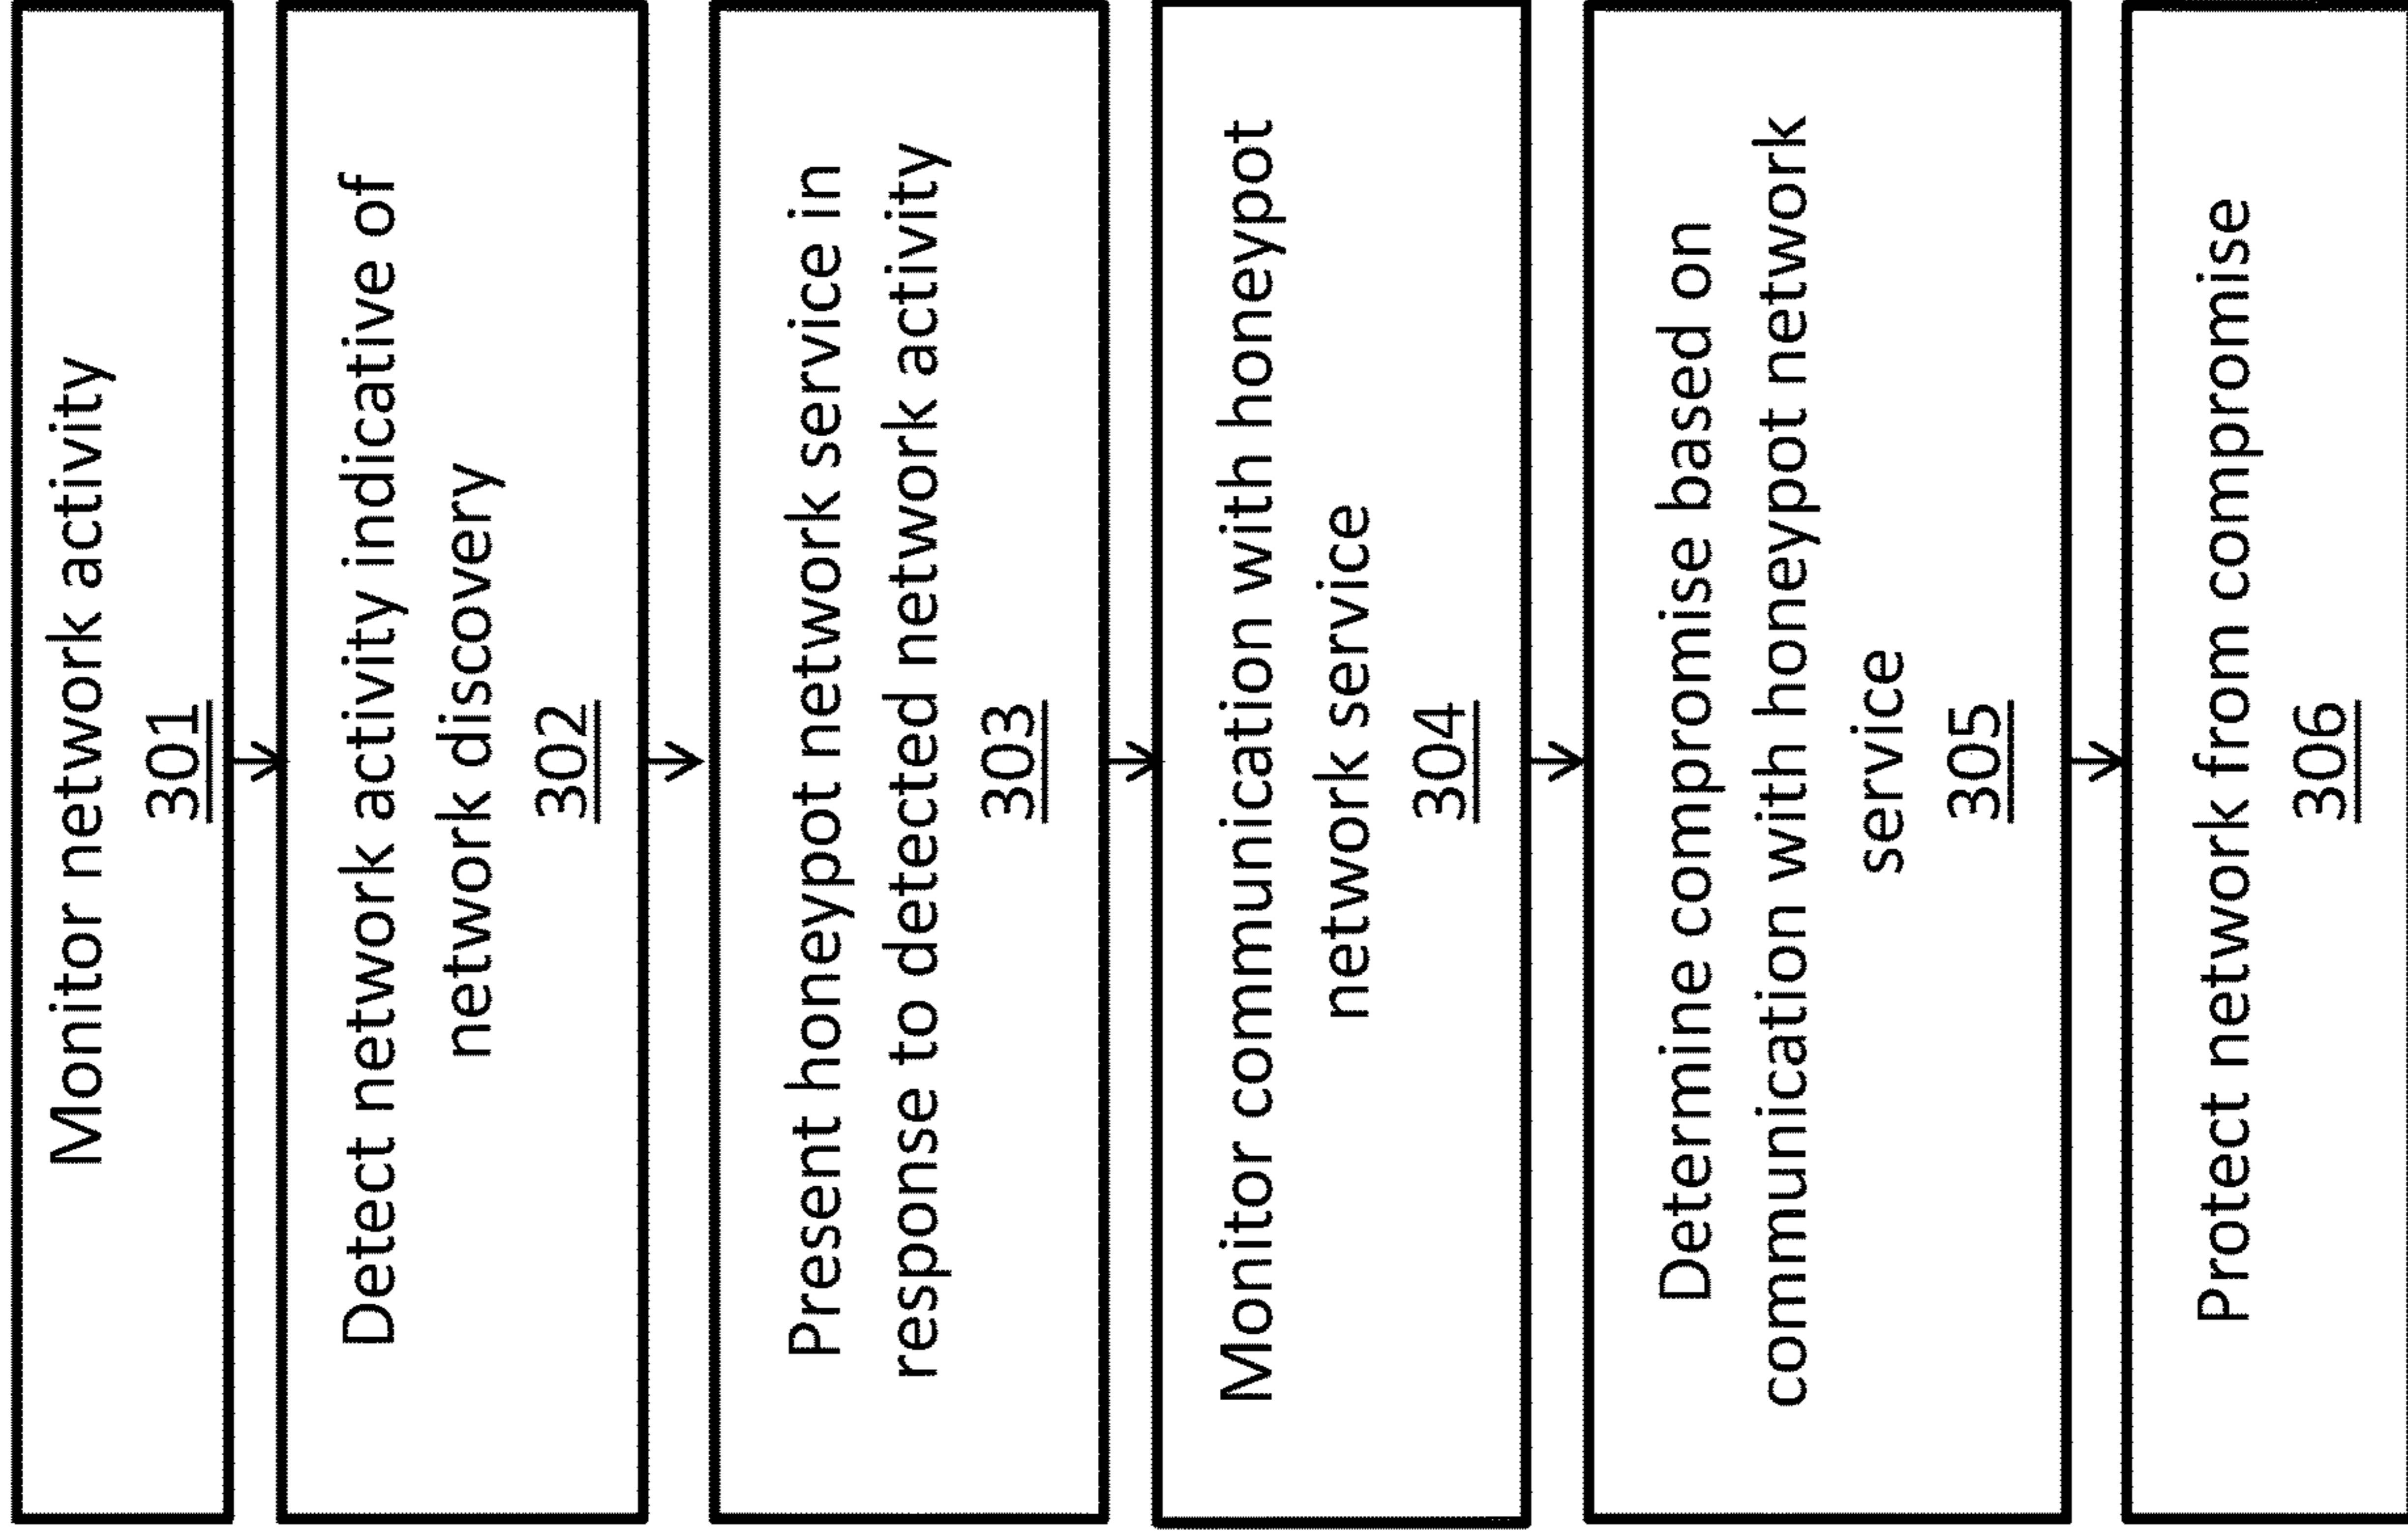 Monitor network activity
301
Detect network activity indicative of
network discovery
302
Present honeypot network service in
response to detected network activity
303
Monitor communication with honeypot
network service
304
Determine compromise based on
communication with honeypot network
service
305
Protect network from compromise
306